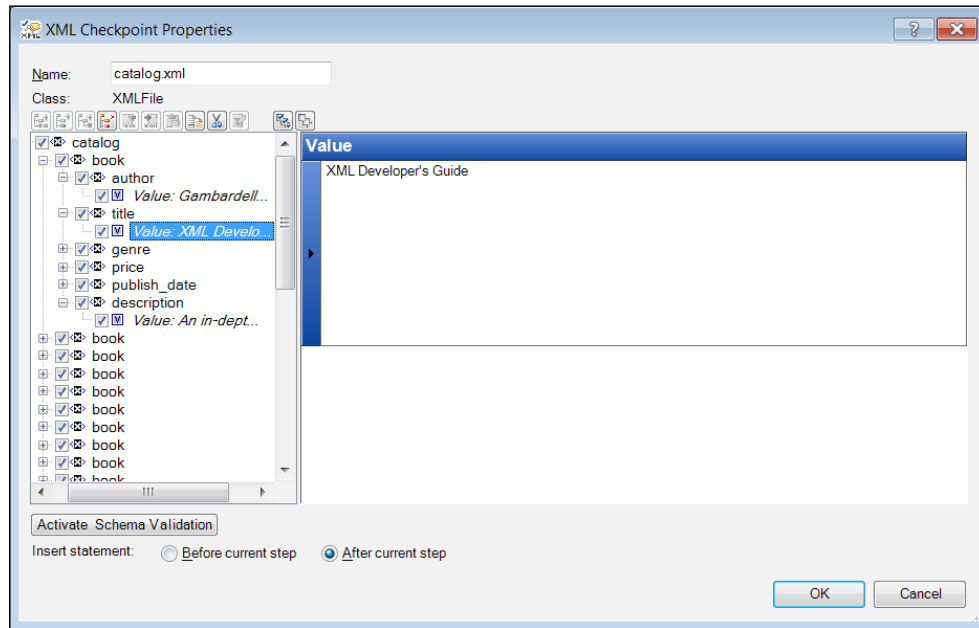 XML Checkpoint Properties
Name: catalog.xml
Class: XMLFile
catalog
book
author
Value: Gambardell...
title
Value: XML Develo...
genre
price
publish_date
description
Value: An in-dept...
book
book
book
book
book
book
book
book
book
Value
XML Developer's Guide
Activate Schema Validation
Insert statement: Before current step After current step
OK Cancel